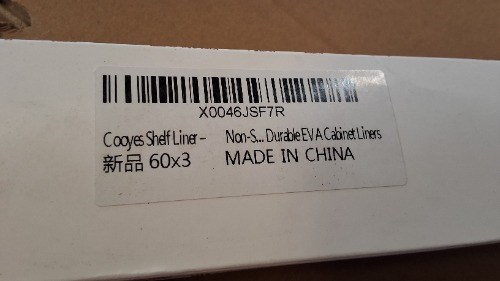 X0046JSF7R
Cooyes Shelf Liner – Non-S... Durable EVA Cabinet Liners
新品 60x3 MADE IN CHINA